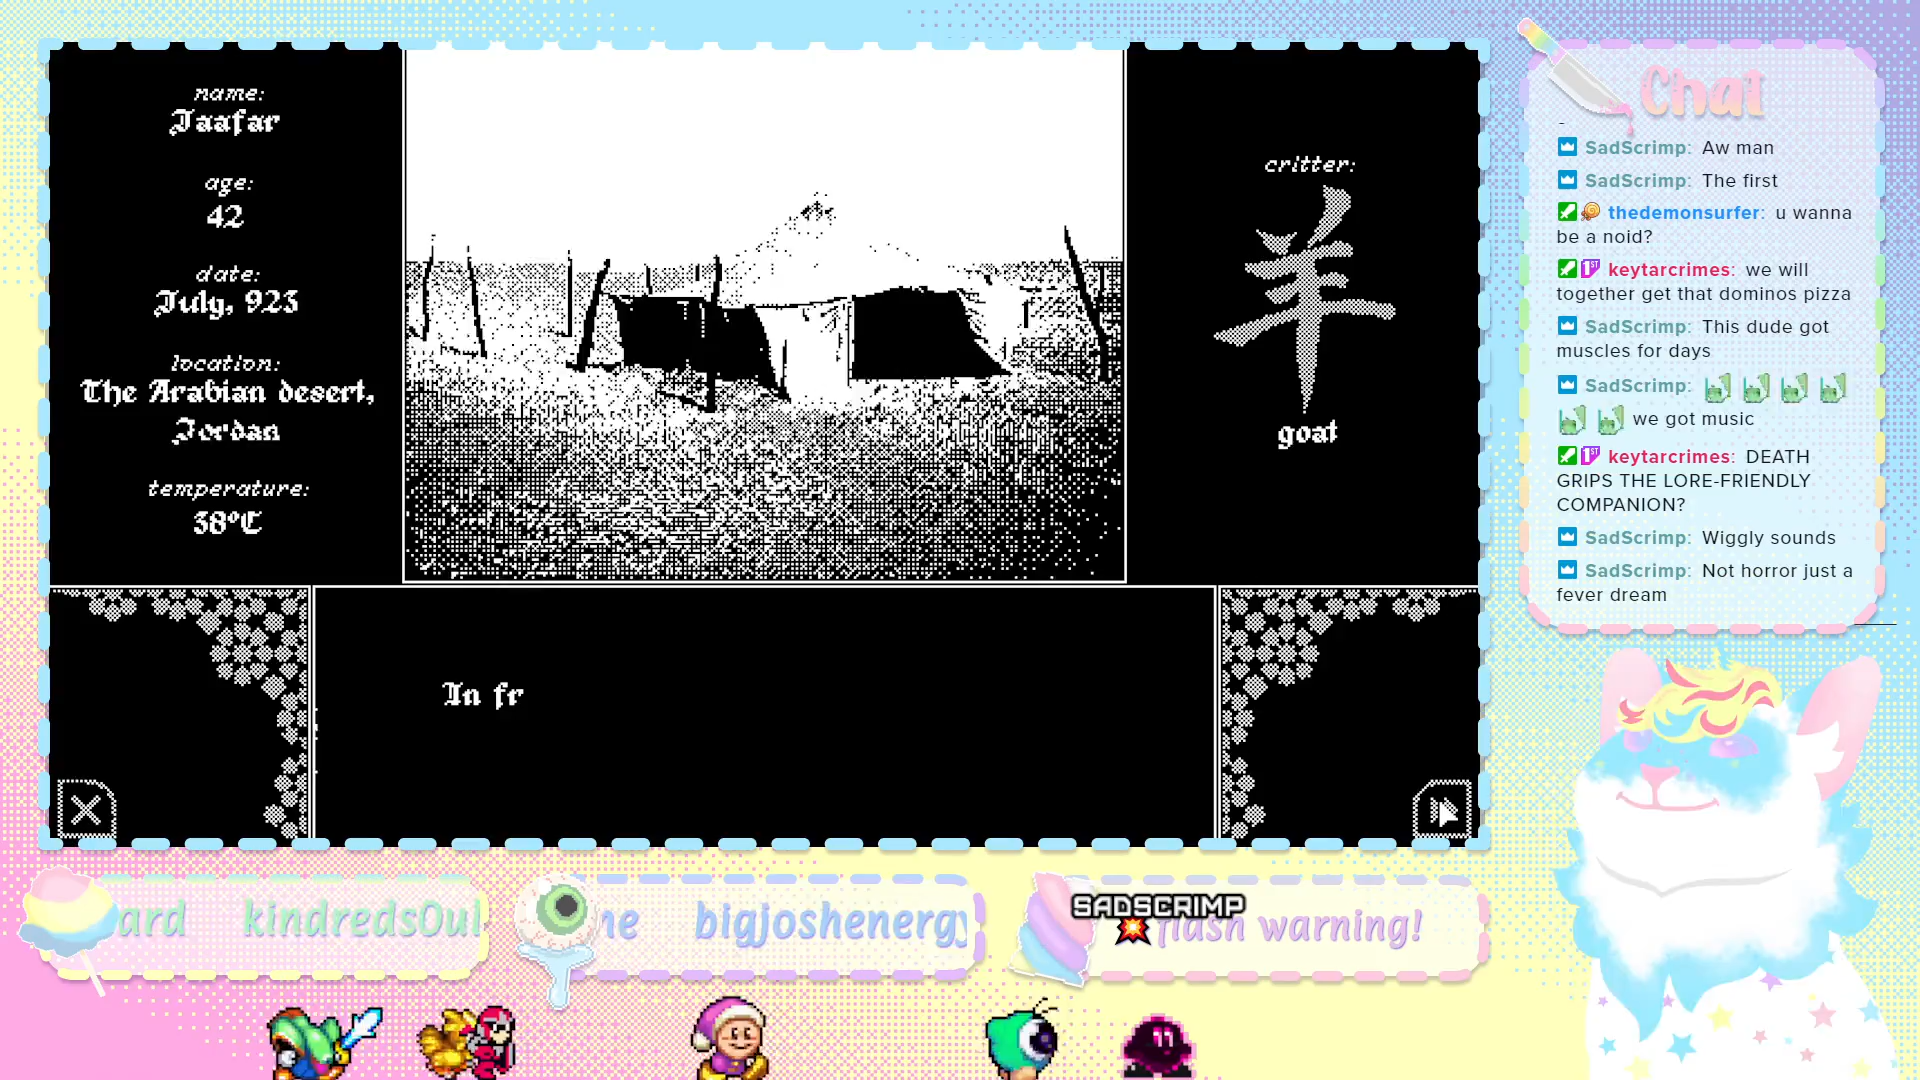 name:
Jaafar
age:
42
date:
July, 923
location:
The Arabian desert,
Jordan
temperature:
38°C
critter:
羊
goat
In fr
Chat
SadScrimp: Aw man
SadScrimp: The first
thedemonsurfer: u wanna
be a noid?
keytarcrimes: we will
together get that dominos pizza
SadScrimp: This dude got
muscles for days
SadScrimp:
we got music
keytarcrimes: DEATH
GRIPS THE LORE-FRIENDLY
COMPANION?
SadScrimp: Wiggly sounds
SadScrimp: Not horror just a
fever dream
ard kindreds0ul
ne bigjoshenergy
SADSCRIMP
flash warning!